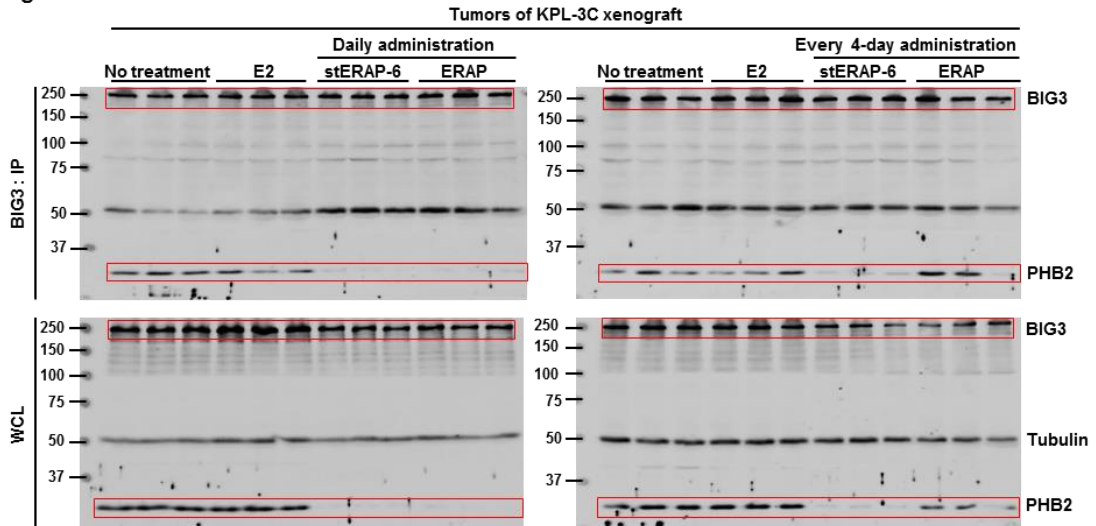 Tumors of KPL-3C xenograft
Daily administration
Every 4-day administration
No treatment E2 stERAP-6 ERAP
No treatment E2 stERAP-6 ERAP
BIG3 : IP
250
150
100
75
50
37
250
150
100
75
50
37
BIG3
PHB2
WCL
250
150
100
75
50
37
250
150
100
75
50
37
BIG3
Tubulin
PHB2